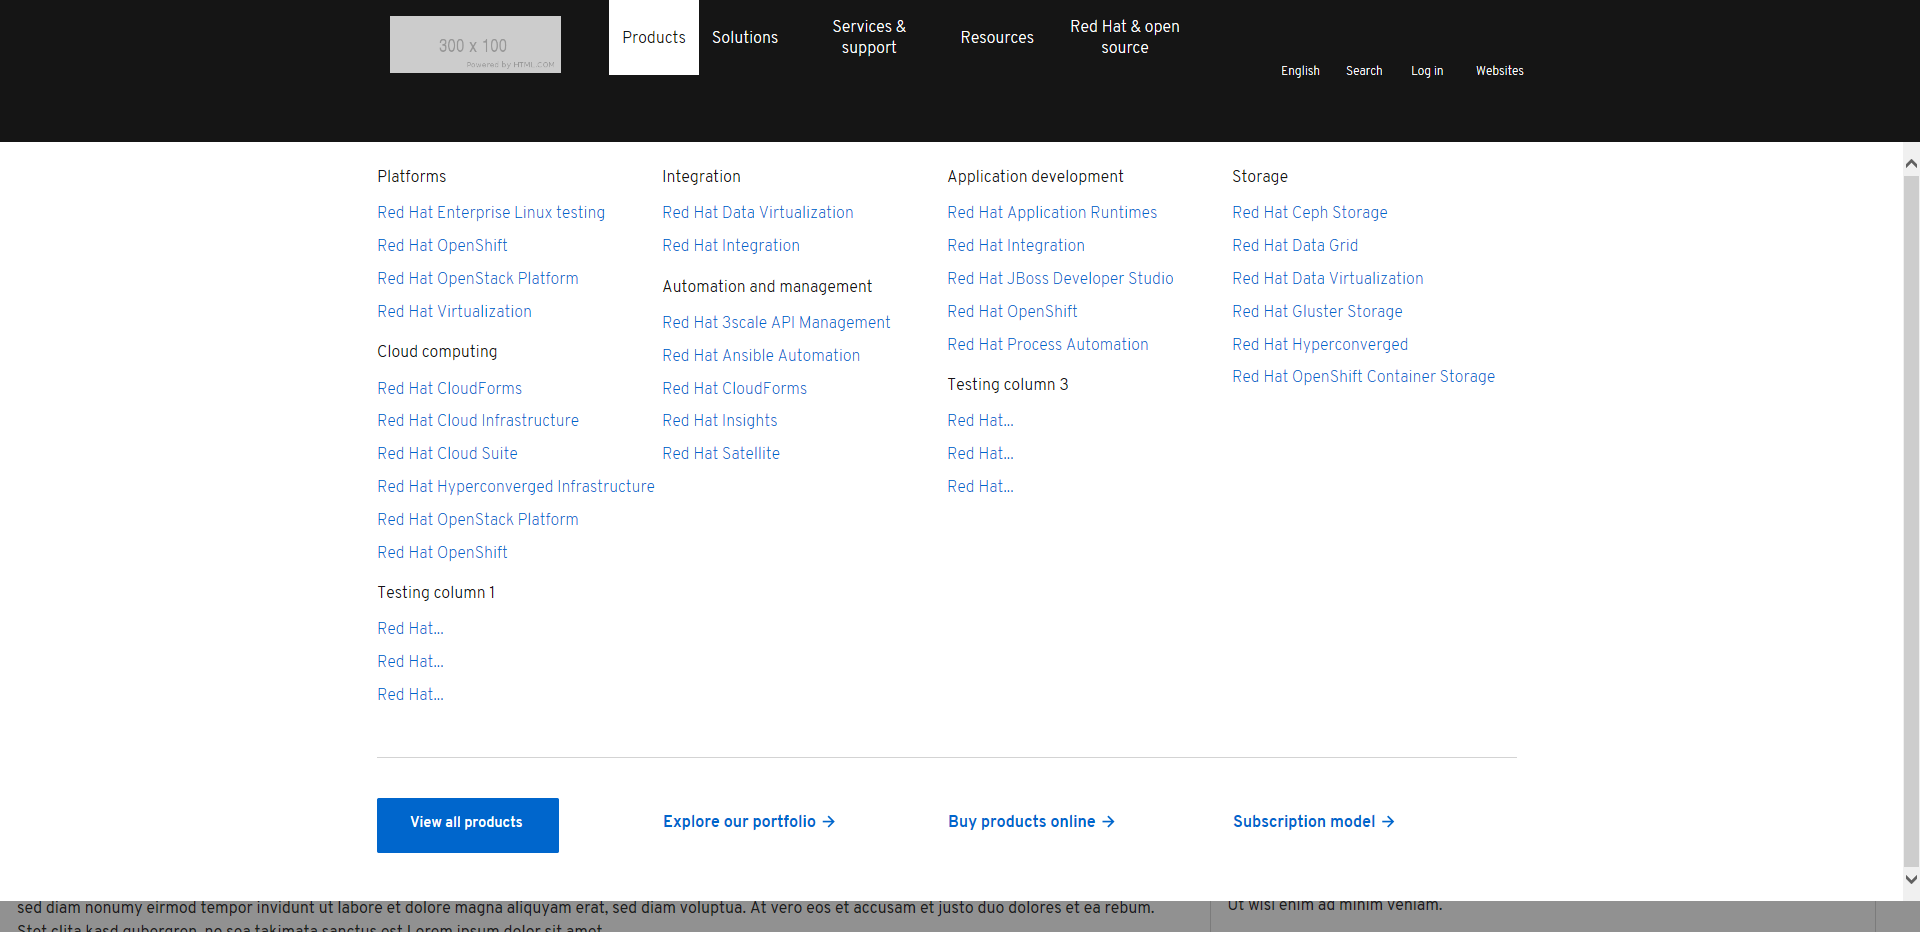 300 x 100
Powered by HTML.COM
Products
Solutions
Services &
support
Resources
Red Hat & open
source
English
Search
Log in
Websites
Platforms
Red Hat Enterprise Linux testing
Red Hat OpenShift
Red Hat OpenStack Platform
Red Hat Virtualization
Cloud computing
Red Hat CloudForms
Red Hat Cloud Infrastructure
Red Hat Cloud Suite
Red Hat Hyperconverged Infrastructure
Red Hat OpenStack Platform
Red Hat OpenShift
Testing column 1
Red Hat...
Red Hat...
Red Hat...
Integration
Red Hat Data Virtualization
Red Hat Integration
Automation and management
Red Hat 3scale API Management
Red Hat Ansible Automation
Red Hat CloudForms
Red Hat Insights
Red Hat Satellite
Application development
Red Hat Application Runtimes
Red Hat Integration
Red Hat JBoss Developer Studio
Red Hat OpenShift
Red Hat Process Automation
Testing column 3
Red Hat...
Red Hat...
Red Hat...
Storage
Red Hat Ceph Storage
Red Hat Data Grid
Red Hat Data Virtualization
Red Hat Gluster Storage
Red Hat Hyperconverged
Red Hat OpenShift Container Storage
View all products
Explore our portfolio →
Buy products online →
Subscription model →
sed diam nonumy eirmod tempor invidunt ut labore et dolore magna aliquyam erat, sed diam voluptua. At vero eos et accusam et justo duo dolores et ea rebum.
Stet clita kasd gubergren, no sea takimata sanctus est Lorem ipsum dolor sit amet.
Ut wisi enim ad minim veniam.